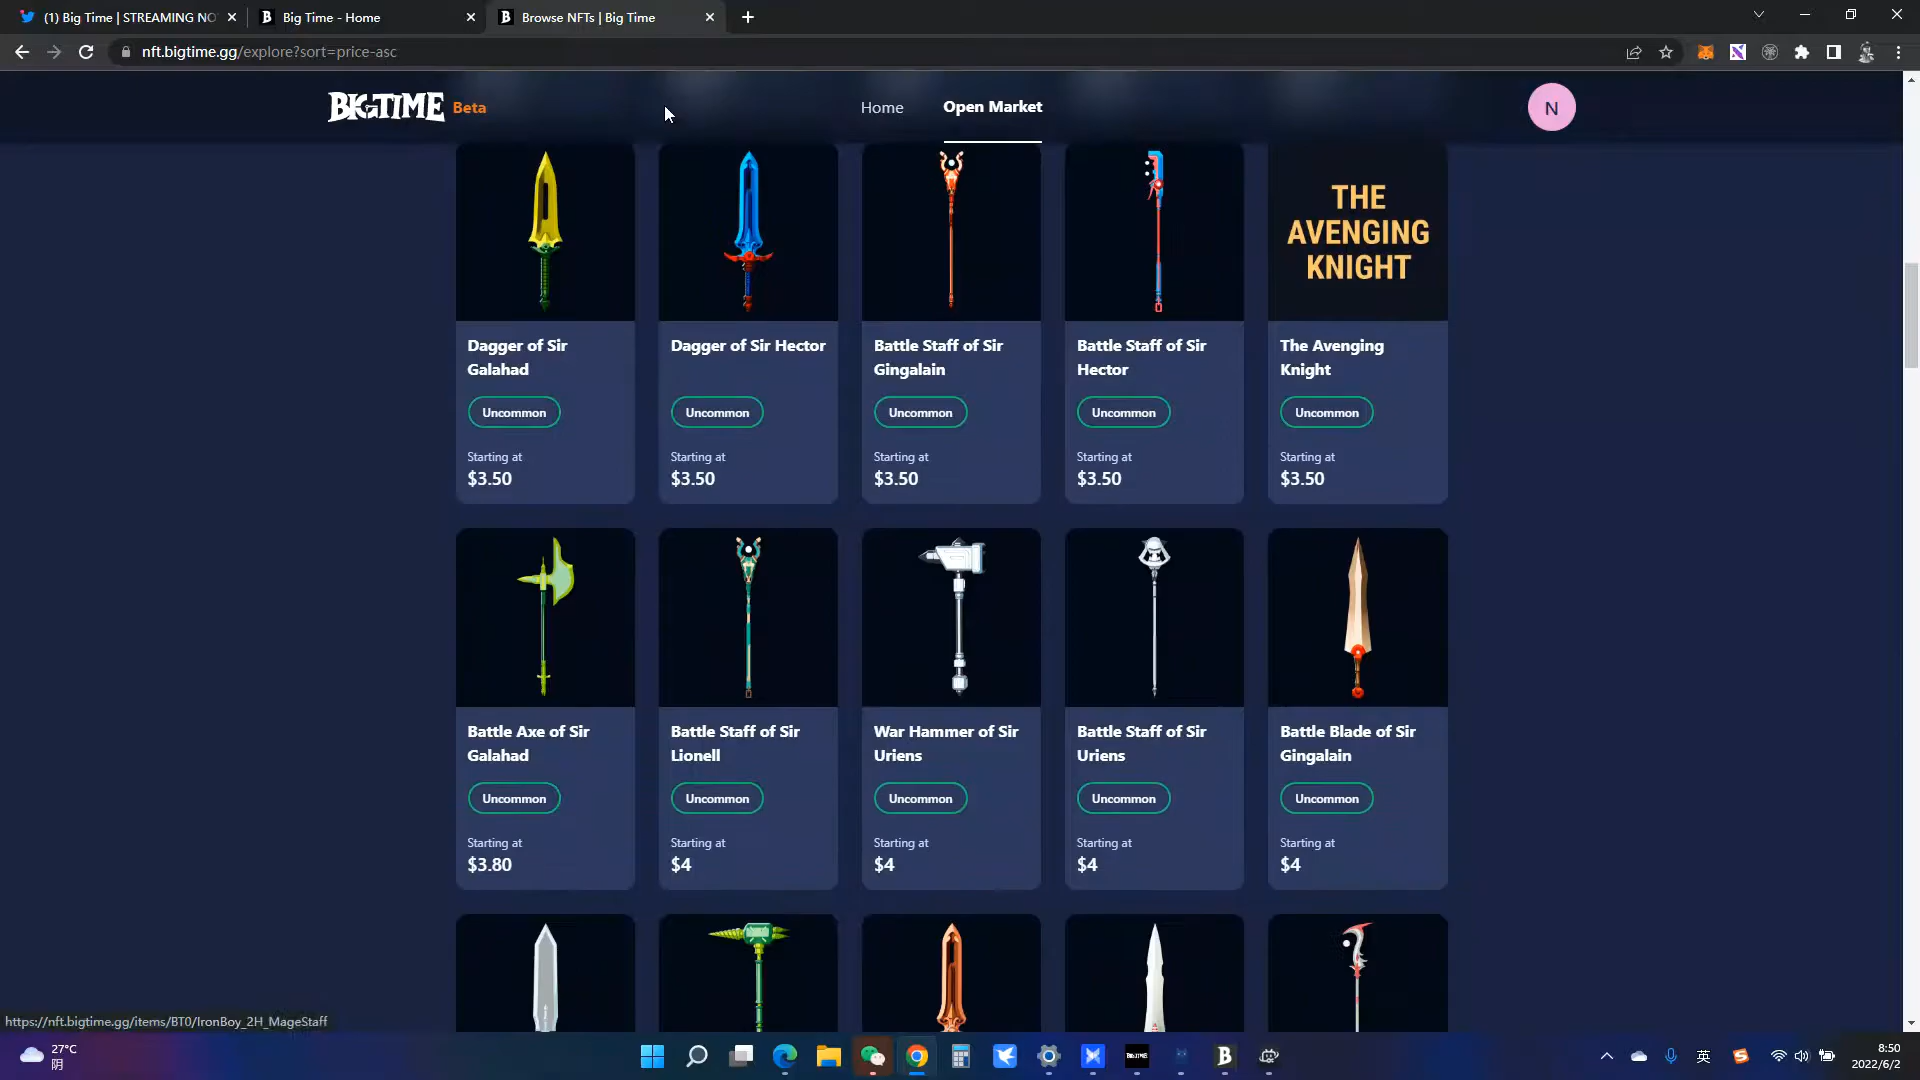 (1) Big Time | STREAMING NO
Big Time - Home
Browse NFTs | Big Time
nft.bigtime.gg/explore?sort=price-asc
BIGTIME Beta
Home
Open Market
N
THE
AVENGING
KNIGHT
Dagger of Sir
Galahad
Uncommon
Starting at
$3.50
Dagger of Sir Hector
Uncommon
Starting at
$3.50
Battle Staff of Sir
Gingalain
Uncommon
Starting at
$3.50
Battle Staff of Sir
Hector
Uncommon
Starting at
$3.50
The Avenging
Knight
Uncommon
Starting at
$3.50
Battle Axe of Sir
Galahad
Uncommon
Starting at
$3.80
Battle Staff of Sir
Lionell
Uncommon
Starting at
$4
War Hammer of Sir
Uriens
Uncommon
Starting at
$4
Battle Staff of Sir
Uriens
Uncommon
Starting at
$4
Battle Blade of Sir
Gingalain
Uncommon
Starting at
$4
https://nft.bigtime.gg/items/BT0/IronBoy_2H_MageStaff
27°C
阴
英
8:50
2022/6/2